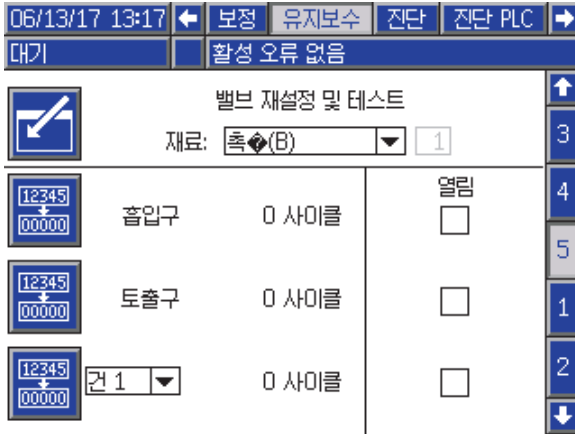 06/13/17 13:17 보정 유지보수 진단 진단 PLC
대기 활성 오류 없음
밸브 재설정 및 테스트
재료: 촉�(B) 1
3
열림
12345
00000
흡입구 0 사이클
4
5
12345
00000
토출구 0 사이클
1
12345
00000
건 1 0 사이클
2